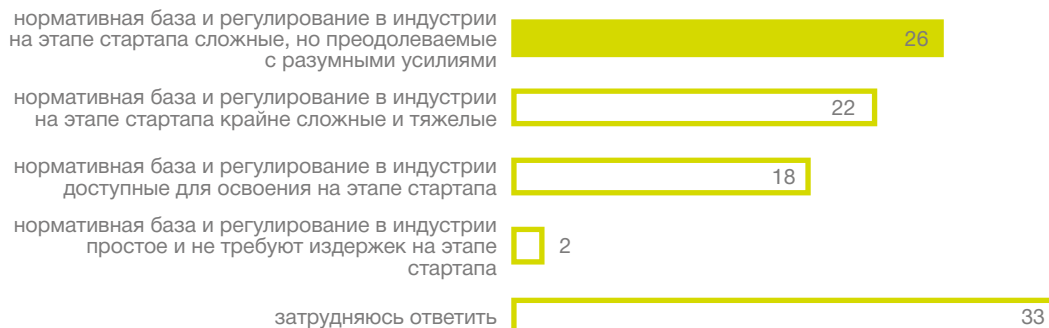 нормативная база и регулирование в индустрии
на этапе стартапа сложные, но преодолеваемые
с разумными усилиями
26
нормативная база и регулирование в индустрии
на этапе стартапа крайне сложные и тяжелые
22
нормативная база и регулирование в индустрии
доступные для освоения на этапе стартапа
18
нормативная база и регулирование в индустрии
простое и не требуют издержек на этапе
стартапа
2
затрудняюсь ответить
33